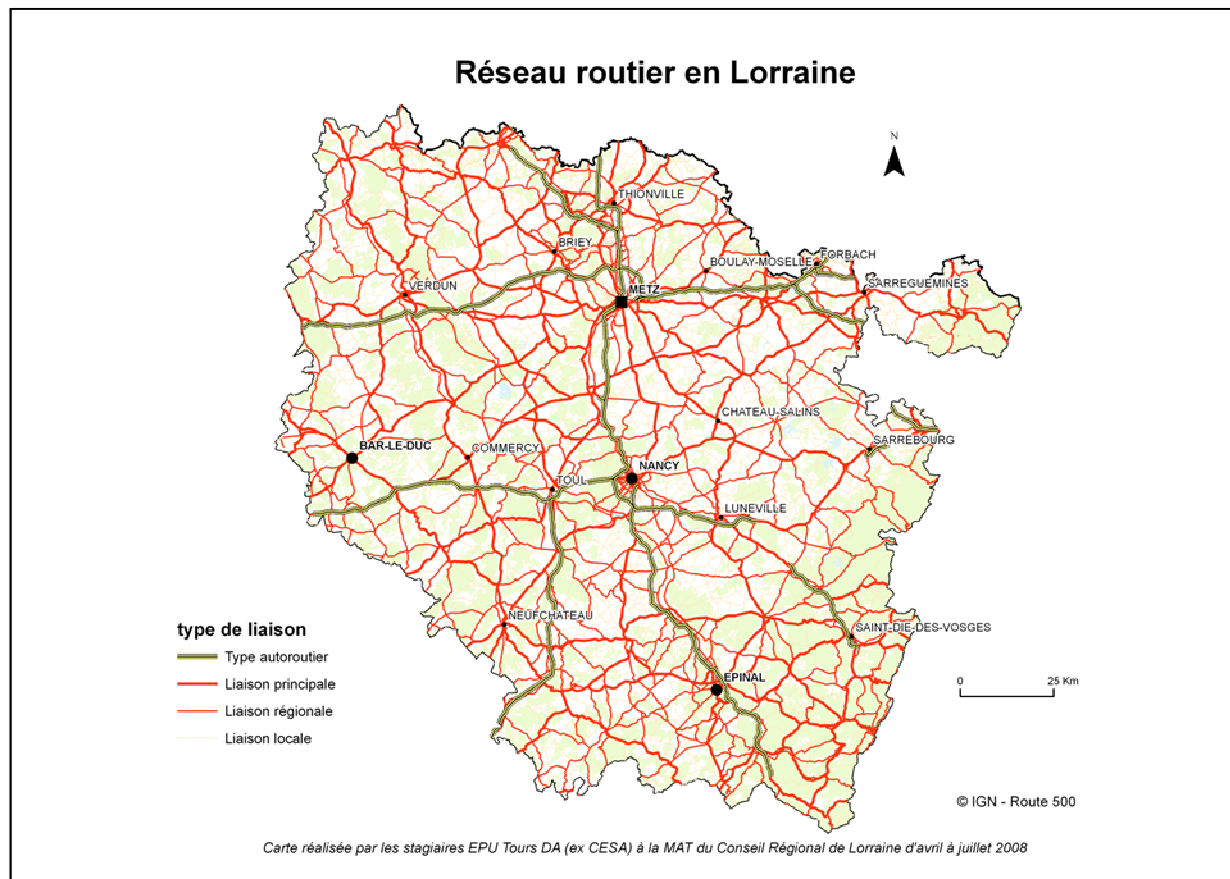 Réseau routier en Lorraine
N
THIONVILLE
BRIEY
BOULAY-MOSELLE
FORBACH
VERDUN
METZ
SARREGUEMINES
CHATEAU-SALINS
BAR-LE-DUC
COMMERCY
SARREBOURG
TOUL
NANCY
LUNEVILLE
NEUFCHATEAU
SAINT-DIE-DES-VOSGES
EPINAL
type de liaison
Type autoroutier
Liaison principale
Liaison régionale
Liaison locale
0 25 Km
© IGN - Route 500
Carte réalisée par les stagiaires EPU Tours DA (ex CESA) à la MAT du Conseil Régional de Lorraine d'avril à juillet 2008